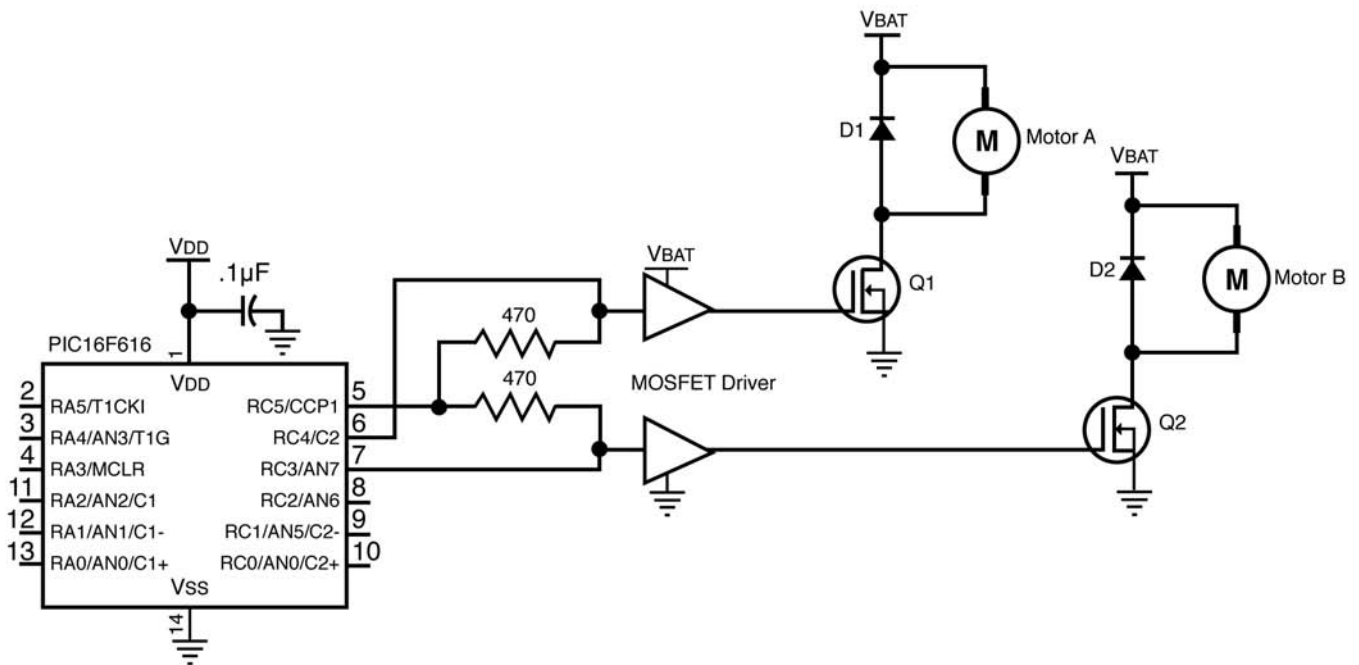 VBAT
D1
M
Motor A
VBAT
D2
M
Motor B
VDD
.1µF
VBAT
Q1
PIC16F616
470
1
VDD
470
MOSFET Driver
2
RA5/T1CKI
RC5/CCP1
5
3
RA4/AN3/T1G
RC4/C2
6
4
RA3/MCLR
RC3/AN7
7
Q2
11
RA2/AN2/C1
RC2/AN6
8
12
RA1/AN1/C1-
RC1/AN5/C2-
9
13
RA0/AN0/C1+
RC0/AN0/C2+
10
VSS
14